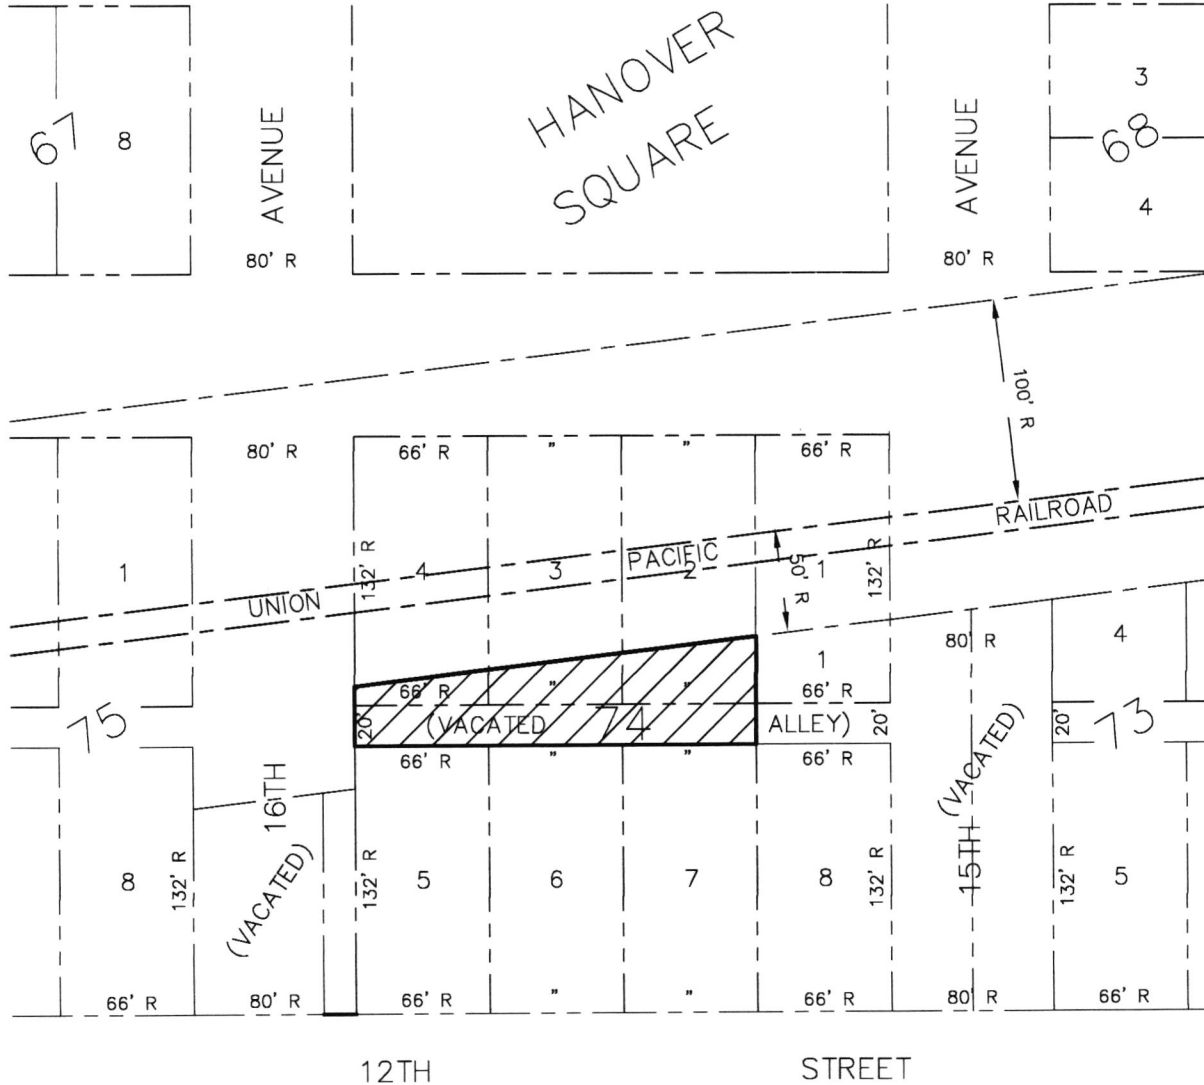 HANOVER
SQUARE
67
8
AVENUE
80' R
AVENUE
80' R
3
68
4
100' R
80' R
66' R
"
"
66' R
RAILROAD
PACIFIC
UNION
1
132' R
4
3
2
50' R
1
132' R
80' R
4
1
66' R
"
"
66' R
75
20'
(VACATED
74
ALLEY)
20'
20'
73
66' R
"
"
66' R
16TH
(VACATED)
15TH
(VACATED)
8
132' R
132' R
5
6
7
8
132' R
132' R
5
66' R
80' R
66' R
"
"
66' R
80' R
66' R
12TH
STREET